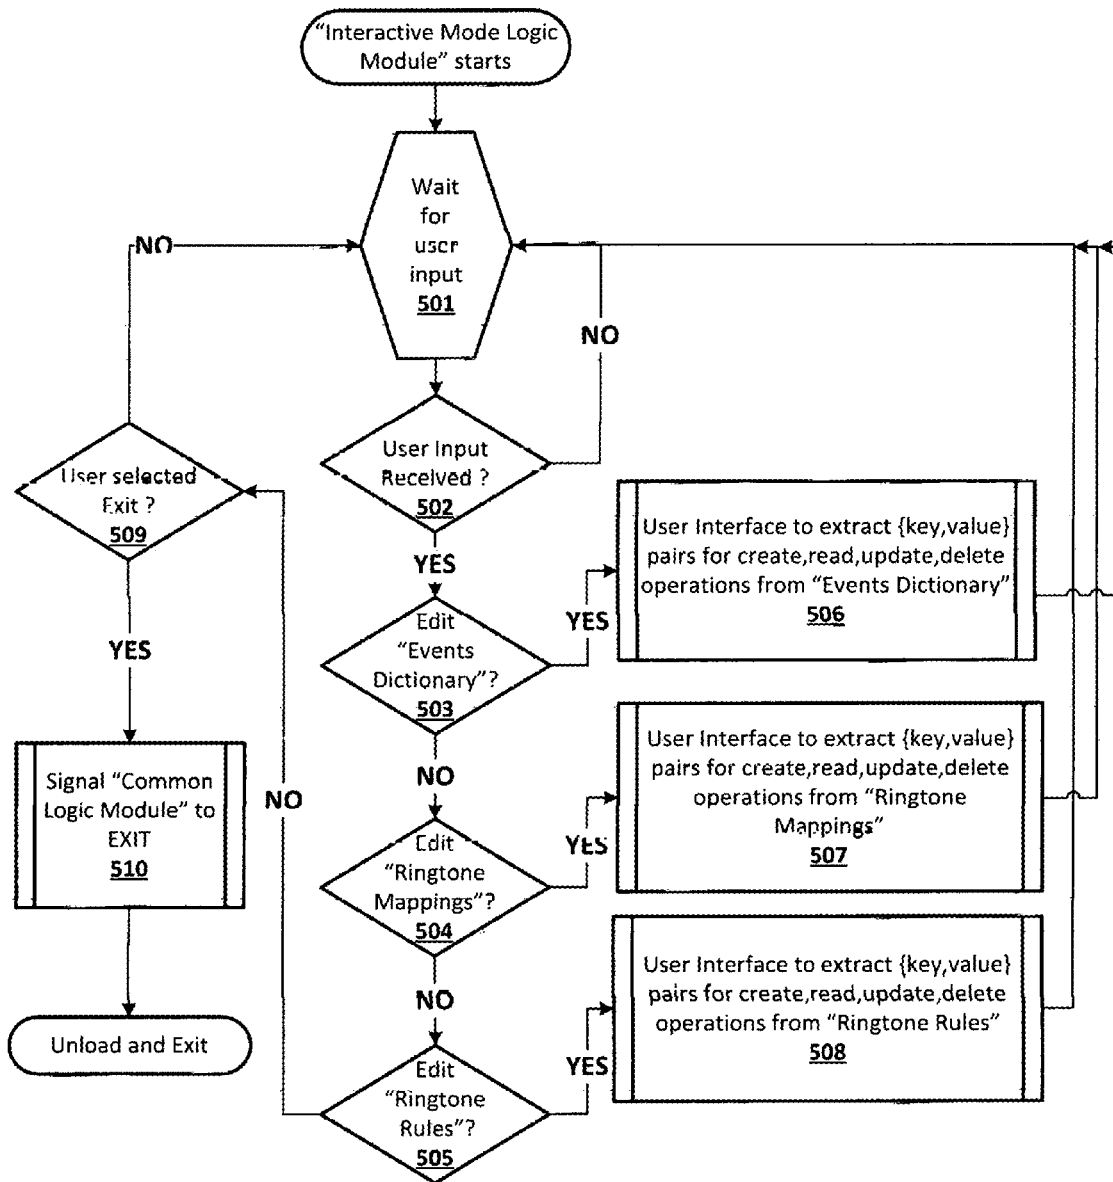 “Interactive Mode Logic
Module” starts
Wait
for
user
input
501
NO
NO
User Input
Received ?
502
User selected
Exit ?
509
YES
YES
Edit
“Events
Dictionary”?
503
YES
User Interface to extract {key,value}
pairs for create,read,update,delete
operations from “Events Dictionary”
506
NO
Signal “Common
Logic Module” to
EXIT
510
NO
Edit
“Ringtone
Mappings”?
504
YES
User Interface to extract {key,value}
pairs for create,read,update,delete
operations from “Ringtone
Mappings”
507
NO
Unload and Exit
Edit
“Ringtone
Rules”?
505
YES
User Interface to extract {key,value}
pairs for create,read,update,delete
operations from “Ringtone Rules”
508